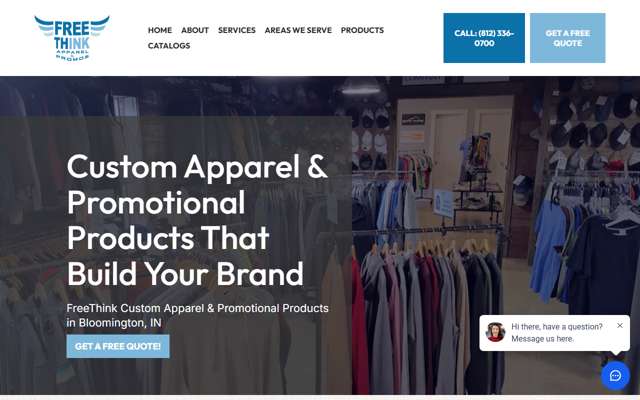 FREE
THINK
APPAREL
& PROMOS
HOME ABOUT SERVICES AREAS WE SERVE PRODUCTS
CATALOGS
CALL: (812) 336-
0700
GET A FREE
QUOTE
Custom Apparel &
Promotional
Products That
Build Your Brand
FreeThink Custom Apparel & Promotional Products
in Bloomington, IN
GET A FREE QUOTE!
Hi there, have a question?
Message us here.